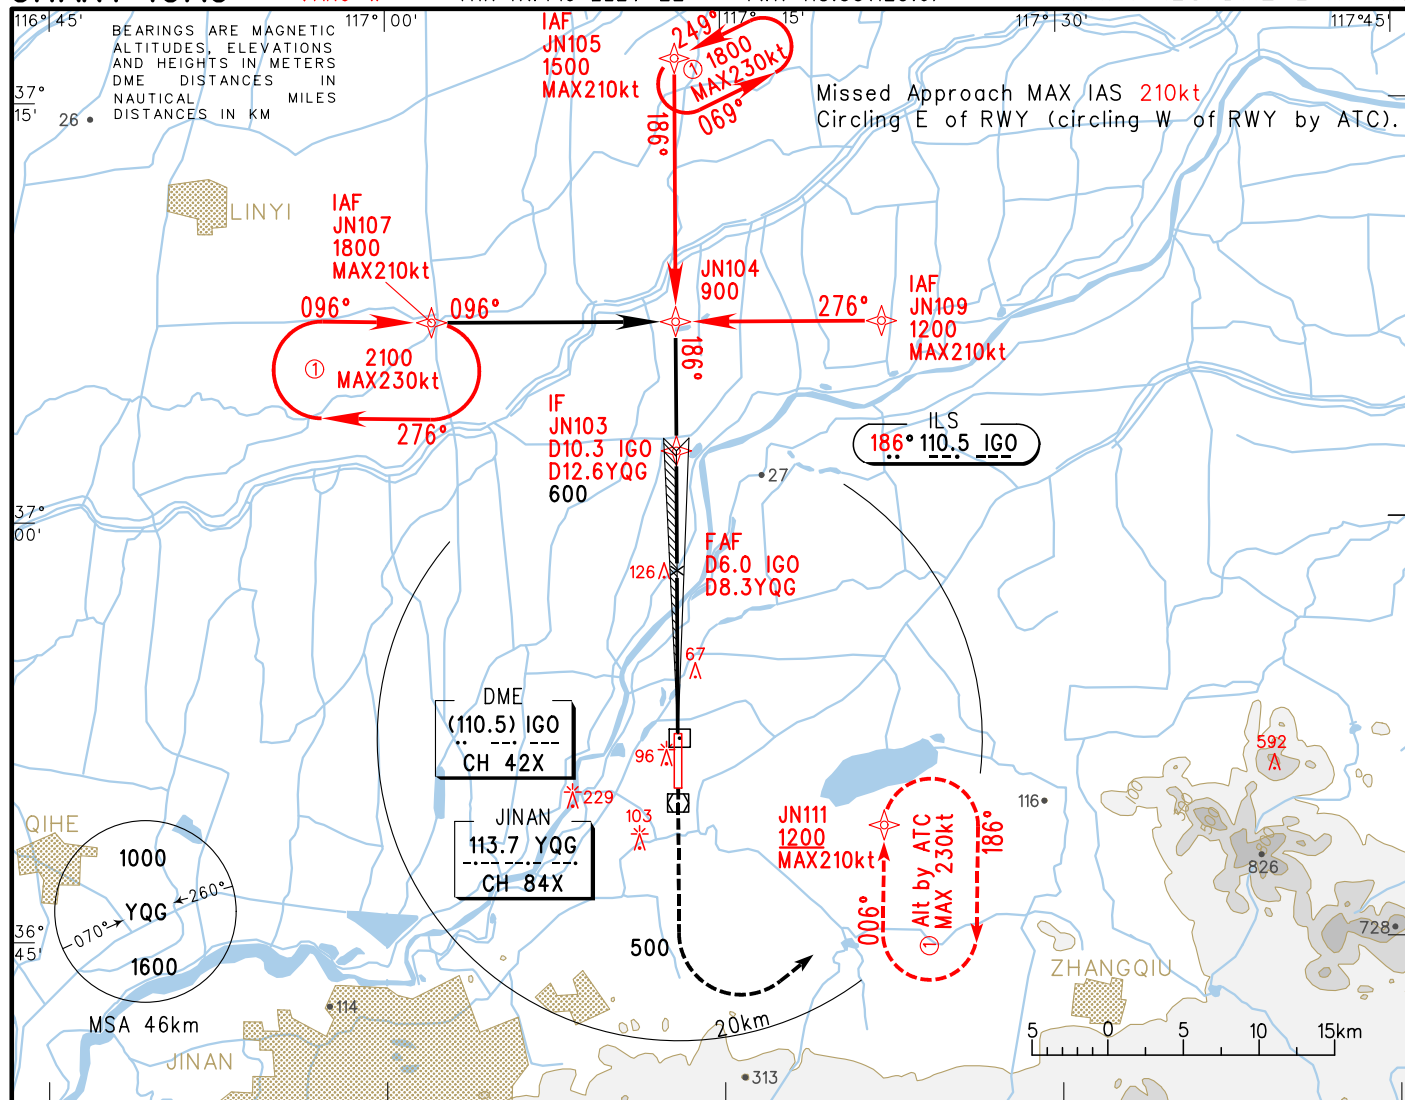 116°45'
117°00'
117°15'
117°30'
117°45'
BEARINGS ARE MAGNETIC
ALTITUDES, ELEVATIONS
AND HEIGHTS IN METERS
DME DISTANCES IN
NAUTICAL MILES
DISTANCES IN KM
37°
15'
26
IAF
JN105
1500
MAX210kt
249°
① 1800
MAX230kt
069°
186°
Missed Approach MAX IAS 210kt
Circling E of RWY (circling W of RWY by ATC).
LINYI
IAF
JN107
1800
MAX210kt
096°
096°
① 2100
MAX230kt
276°
JN104
900
276°
IAF
JN109
1200
MAX210kt
186°
IF
JN103
D10.3 IGO
D12.6YQG
600
ILS
186° 110.5 IGO
27
37°
00'
FAF
D6.0 IGO
D8.3YQG
126
67
DME
(110.5) IGO
CH 42X
96
229
103
JINAN
113.7 YQG
CH 84X
JN111
1200
MAX210kt
186°
006°
① Alt by ATC
MAX 230kt
116
592
100
300
500
800
826
728
QIHE
1000
YQG
260°
070°
1600
MSA 46km
36°
45'
500
20km
ZHANGQIU
114
JINAN
313
5 0 5 10 15km